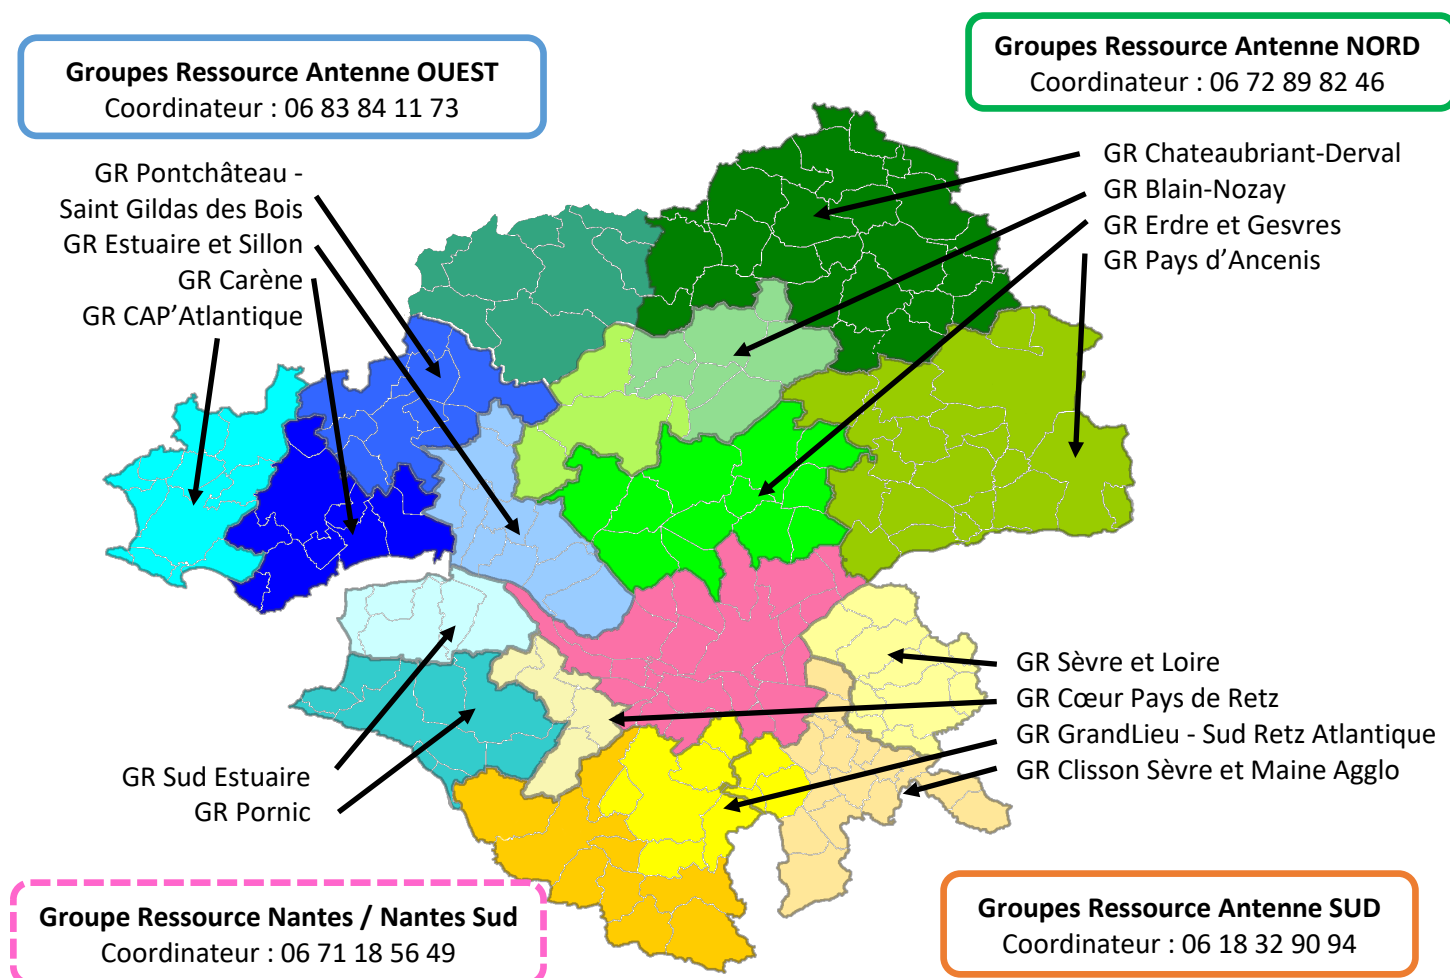 Groupes Ressource Antenne OUEST
Coordinateur : 06 83 84 11 73
Groupes Ressource Antenne NORD
Coordinateur : 06 72 89 82 46
GR Pontchâteau -
Saint Gildas des Bois
GR Estuaire et Sillon
GR Carène
GR CAP’Atlantique
GR Chateaubriant-Derval
GR Blain-Nozay
GR Erdre et Gesvres
GR Pays d’Ancenis
GR Sèvre et Loire
GR Cœur Pays de Retz
GR GrandLieu - Sud Retz Atlantique
GR Clisson Sèvre et Maine Agglo
GR Sud Estuaire
GR Pornic
Groupe Ressource Nantes / Nantes Sud
Coordinateur : 06 71 18 56 49
Groupes Ressource Antenne SUD
Coordinateur : 06 18 32 90 94